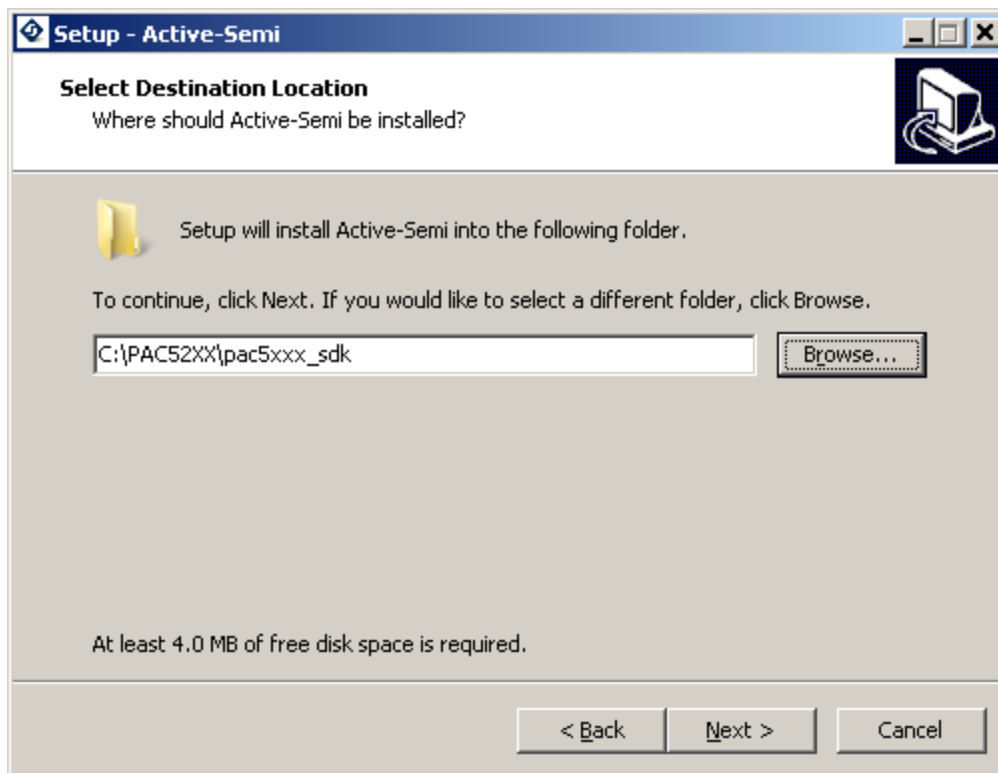 Setup - Active-Semi
Select Destination Location
Where should Active-Semi be installed?
Setup will install Active-Semi into the following folder.
To continue, click Next. If you would like to select a different folder, click Browse.
C:\PAC52XX\pac5xxx_sdk
Browse...
At least 4.0 MB of free disk space is required.
< Back
Next >
Cancel